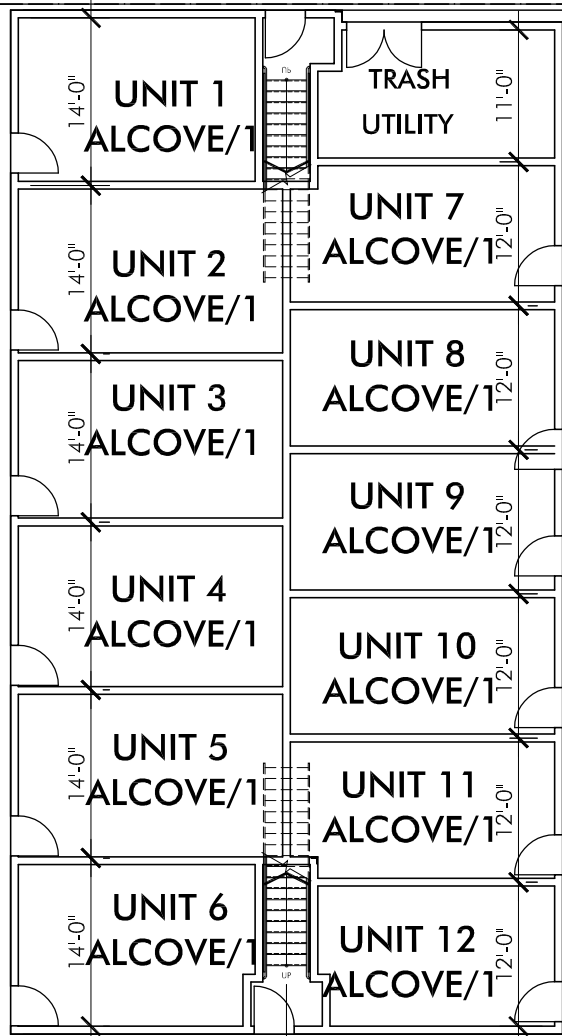 UNIT 1
ALCOVE/1
14'-0"
UP
TRASH
UTILITY
11'-0"
UNIT 2
ALCOVE/1
14'-0"
UNIT 7
ALCOVE/1
12'-0"
UNIT 3
ALCOVE/1
14'-0"
UNIT 8
ALCOVE/1
12'-0"
UNIT 4
ALCOVE/1
14'-0"
UNIT 9
ALCOVE/1
12'-0"
UNIT 5
ALCOVE/1
14'-0"
UNIT 10
ALCOVE/1
12'-0"
UNIT 6
ALCOVE/1
14'-0"
UNIT 11
ALCOVE/1
12'-0"
UP
UNIT 12
ALCOVE/1
12'-0"